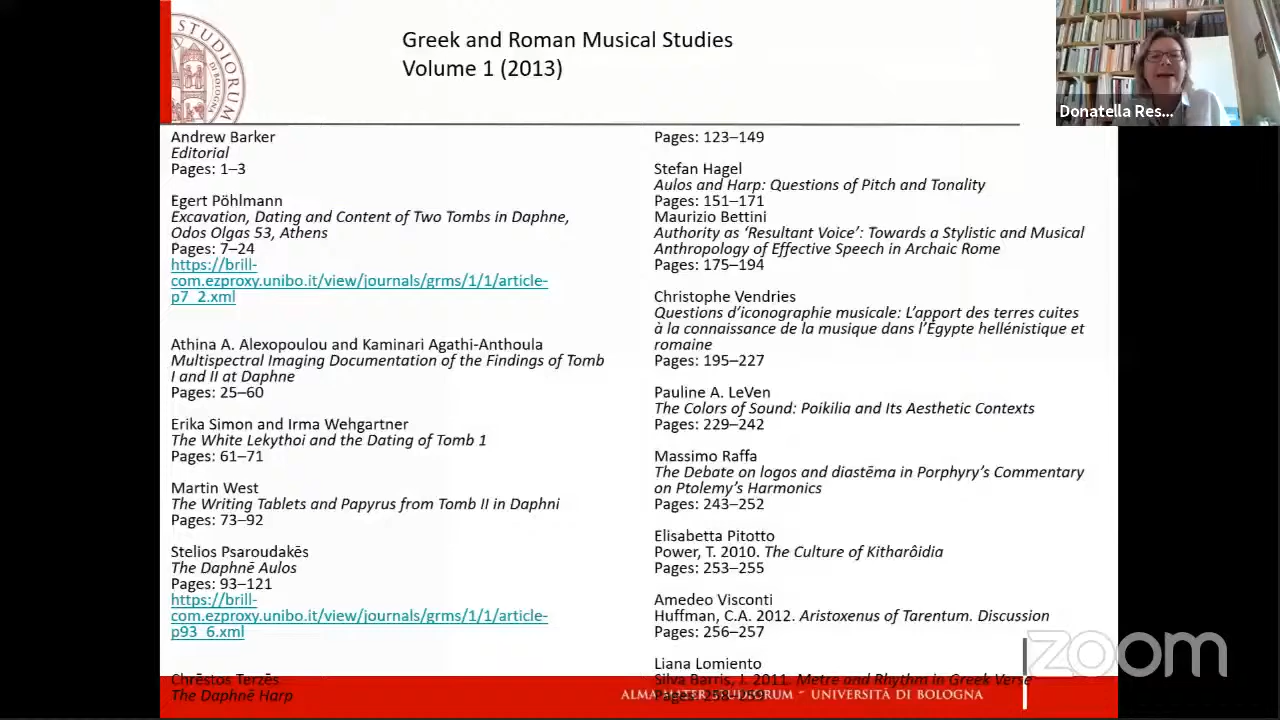 Greek and Roman Musical Studies
Volume 1 (2013)
STUDIORUM
DI BOLOGNA
Donatella Res...
Andrew Barker
Editorial
Pages: 1–3
Egert Pöhlmann
Excavation, Dating and Content of Two Tombs in Daphne,
Odos Olgas 53, Athens
Pages: 7–24
https://brill-
com.ezproxy.unibo.it/view/journals/grms/1/1/article-
p7_2.xml
Athina A. Alexopoulou and Kaminari Agathi-Anthoula
Multispectral Imaging Documentation of the Findings of Tomb
I and II at Daphne
Pages: 25–60
Erika Simon and Irma Wehgartner
The White Lekythoi and the Dating of Tomb 1
Pages: 61–71
Martin West
The Writing Tablets and Papyrus from Tomb II in Daphni
Pages: 73–92
Stelios Psaroudakēs
The Daphnē Aulos
Pages: 93–121
https://brill-
com.ezproxy.unibo.it/view/journals/grms/1/1/article-
p93_6.xml
Chrēstos Terzēs
The Daphnē Harp
Pages: 123–149
Stefan Hagel
Aulos and Harp: Questions of Pitch and Tonality
Pages: 151–171
Maurizio Bettini
Authority as ‘Resultant Voice’: Towards a Stylistic and Musical
Anthropology of Effective Speech in Archaic Rome
Pages: 175–194
Christophe Vendries
Questions d’iconographie musicale: L’apport des terres cuites
à la connaissance de la musique dans l’Égypte hellénistique et
romaine
Pages: 195–227
Pauline A. LeVen
The Colors of Sound: Poikilia and Its Aesthetic Contexts
Pages: 229–242
Massimo Raffa
The Debate on logos and diastēma in Porphyry’s Commentary
on Ptolemy’s Harmonics
Pages: 243–252
Elisabetta Pitotto
Power, T. 2010. The Culture of Kitharôidia
Pages: 253–255
Amedeo Visconti
Huffman, C.A. 2012. Aristoxenus of Tarentum. Discussion
Pages: 256–257
Liana Lomiento
Silva Barris, J. 2011. Metre and Rhythm in Greek Verse
Pages: 258–259
ALMA MATER STUDIORUM ~ UNIVERSITÀ DI BOLOGNA
zoom